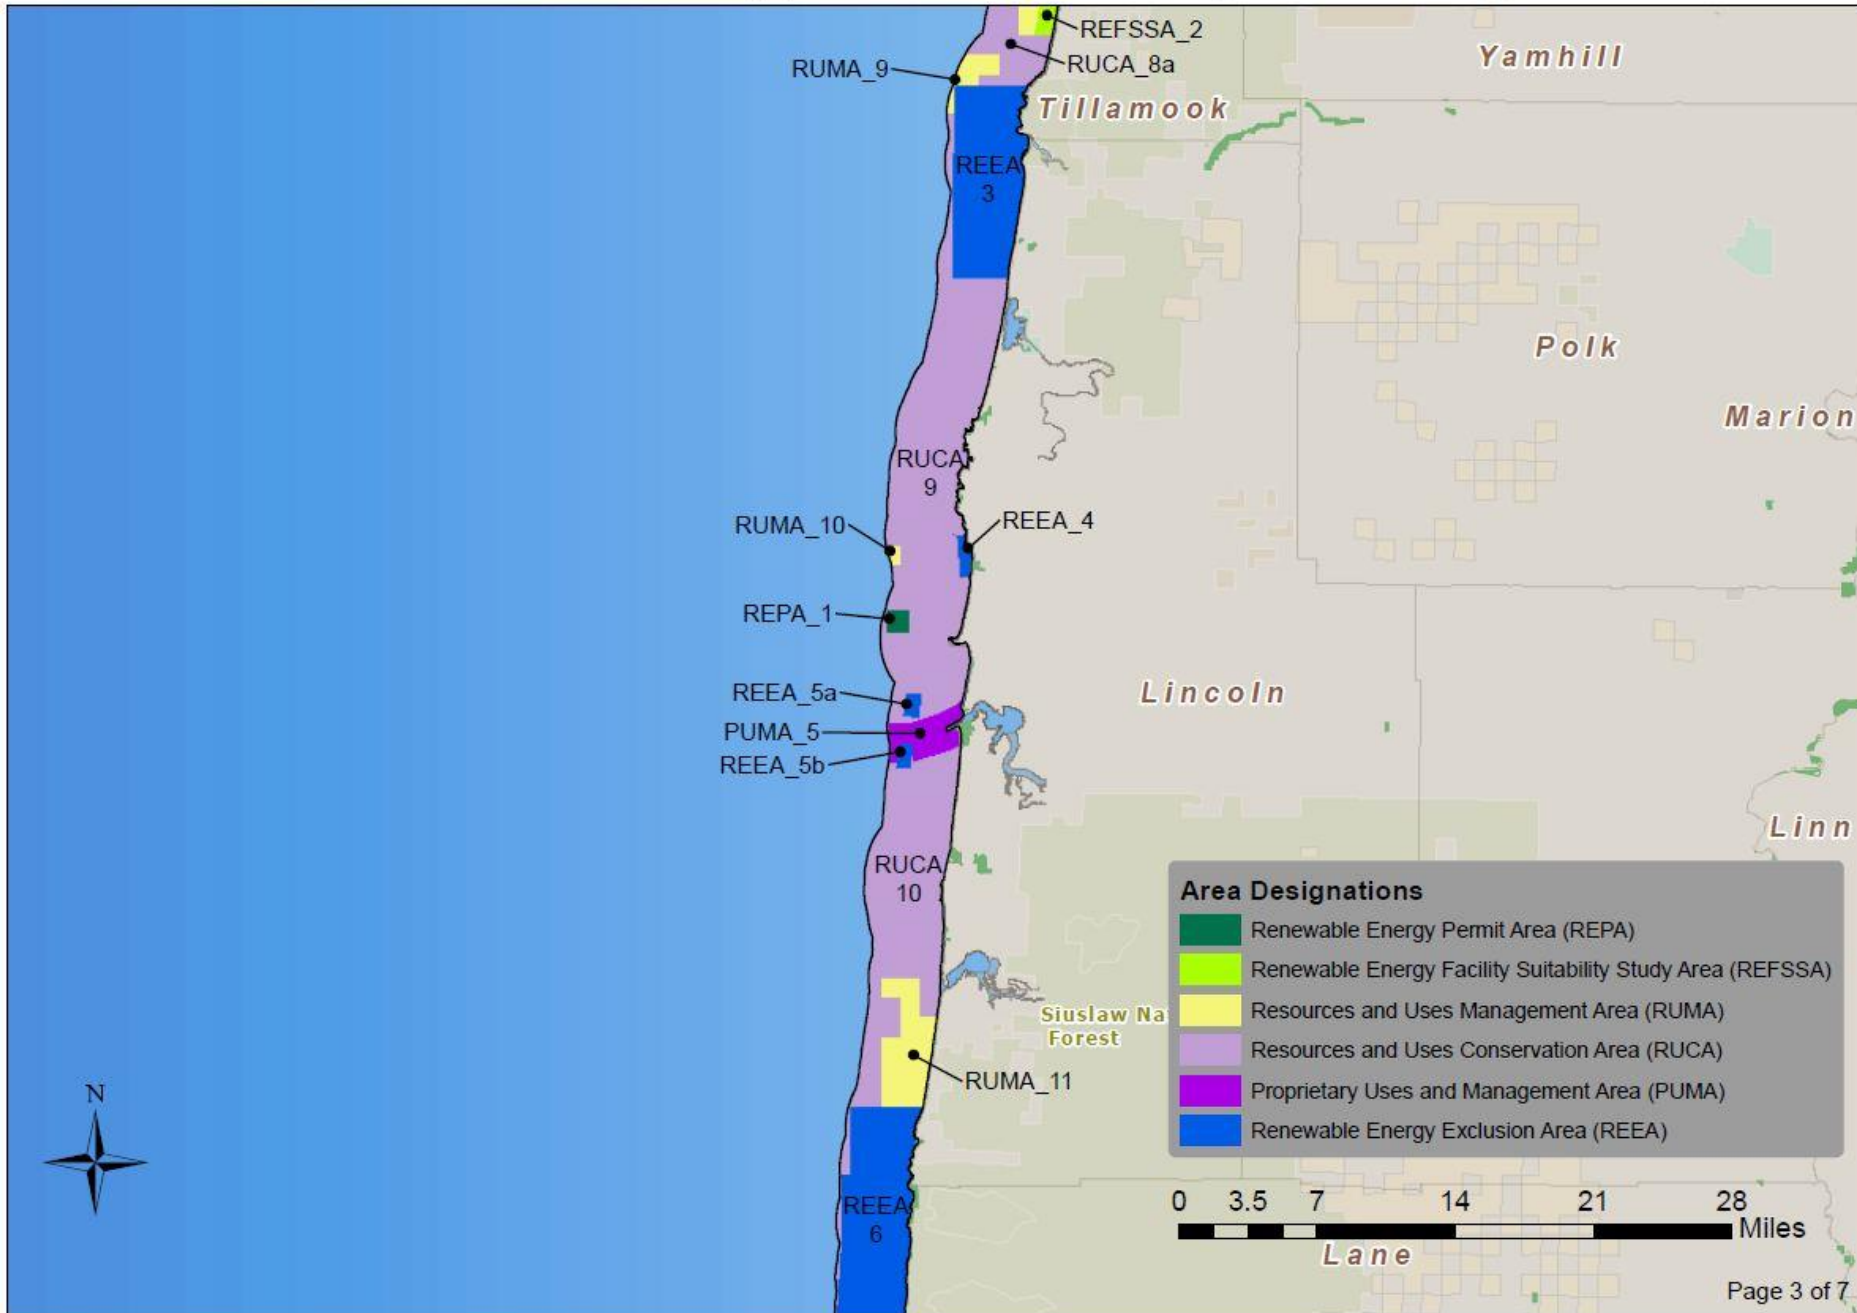 REFSSA_2
Yamhill
RUCA_8a
RUMA_9
Tillamook
REEA
3
Polk
Marion
RUCA
9
RUMA_10
REEA_4
REPA_1
REEA_5a
Lincoln
PUMA_5
REEA_5b
Linn
RUCA
10
Area Designations
Renewable Energy Permit Area (REPA)
Renewable Energy Facility Suitability Study Area (REFSSA)
Resources and Uses Management Area (RUMA)
Resources and Uses Conservation Area (RUCA)
Proprietary Uses and Management Area (PUMA)
Renewable Energy Exclusion Area (REEA)
Siuslaw Na
Forest
RUMA_11
N
REEA
6
0 3.5 7 14 21 28
Miles
Lane
Page 3 of 7